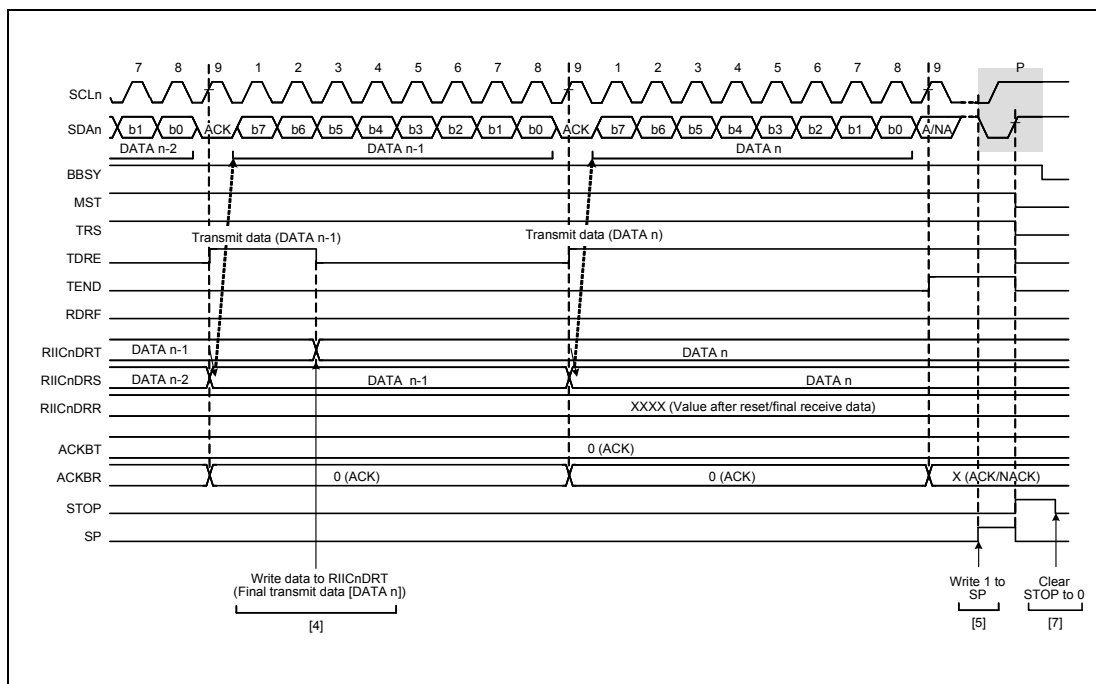 7 8 9 1 2 3 4 5 6 7 8 9 1 2 3 4 5 6 7 8 9 P
SCLn
SDAn b1 b0 ACK b7 b6 b5 b4 b3 b2 b1 b0 ACK b7 b6 b5 b4 b3 b2 b1 b0 A/NA
DATA n-2 DATA n-1 DATA n
BBSY
MST
TRS
Transmit data (DATA n-1) Transmit data (DATA n)
TDRE
TEND
RDRF
RIICnDRT DATA n-1 DATA n
RIICnDRS DATA n-2 DATA n-1 DATA n
RIICnDRR XXXX (Value after reset/final receive data)
ACKBT 0 (ACK)
ACKBR 0 (ACK) 0 (ACK) X (ACK/NACK)
STOP
SP
Write data to RIICnDRT
(Final transmit data [DATA n])
[4]
Write 1 to
SP
[5]
Clear
STOP to 0
[7]